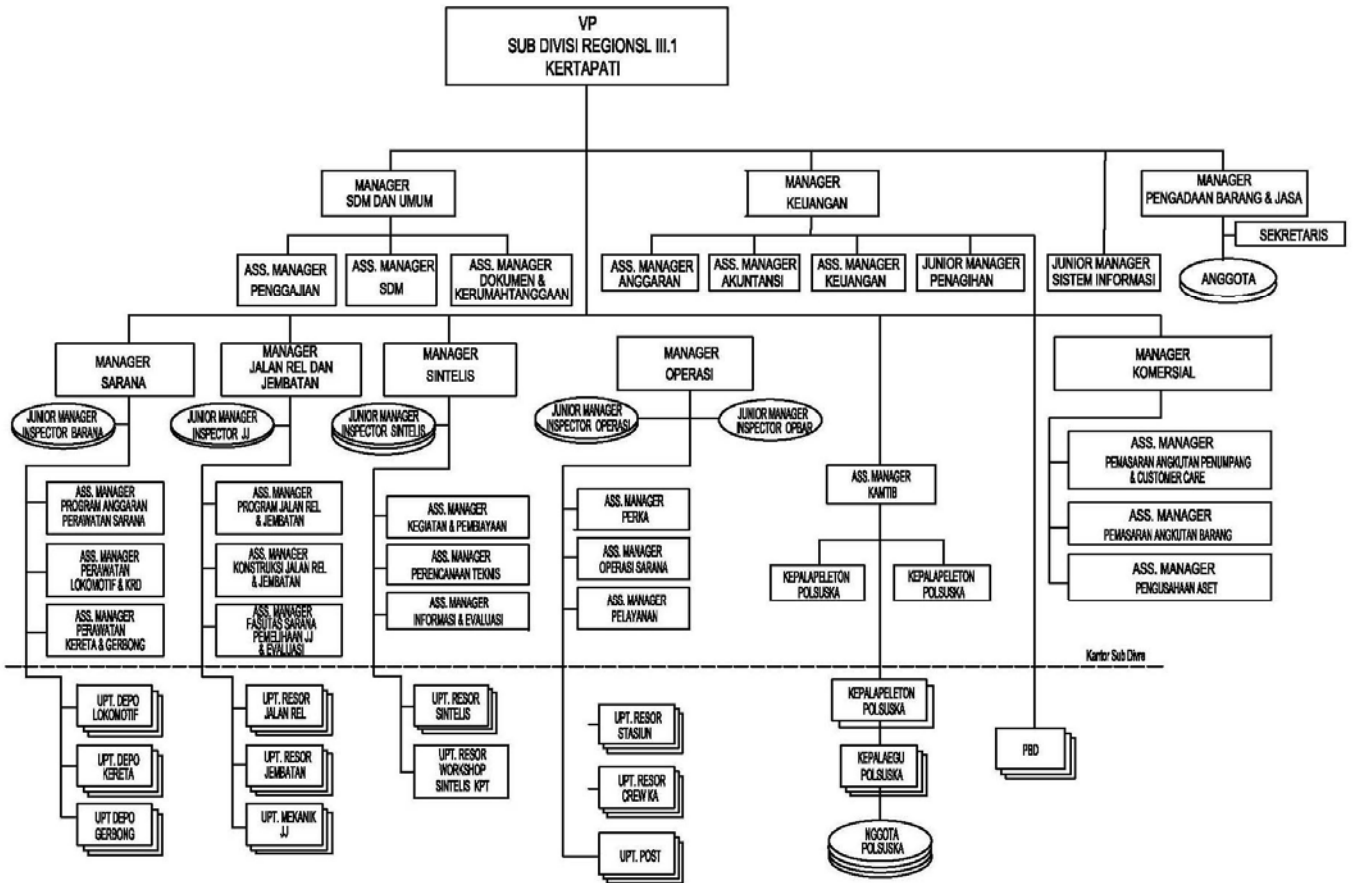 VP
SUB DIVISI REGIONSL III.1
KERTAPATI
MANAGER
SDM DAN UMUM
MANAGER
KEUANGAN
MANAGER
PENGADAAN BARANG & JASA
SEKRETARIS
ANGGOTA
ASS. MANAGER
PENGGAJIAN
ASS. MANAGER
SDM
ASS. MANAGER
DOKUMEN &
KERUMAHTANGGAAN
ASS. MANAGER
ANGGARAN
ASS. MANAGER
AKUNTANSI
ASS. MANAGER
KEUANGAN
JUNIOR MANAGER
PENAGIHAN
JUNIOR MANAGER
SISTEM INFORMASI
MANAGER
SARANA
MANAGER
JALAN REL DAN
JEMBATAN
MANAGER
SINTELIS
MANAGER
OPERASI
MANAGER
KOMERSIAL
JUNIOR MANAGER
INSPECTOR BARANA
JUNIOR MANAGER
INSPECTOR JJ
JUNIOR MANAGER
INSPECTOR SINTELIS
JUNIOR MANAGER
INSPECTOR OPERASI
JUNIOR MANAGER
INSPECTOR OPBAR
ASS. MANAGER
PROGRAM ANGGARAN
PERAWATAN SARANA
ASS. MANAGER
PERAWATAN
LOKOMOTIF & KRD
ASS. MANAGER
PERAWATAN
KERETA & GERBONG
ASS. MANAGER
PROGRAM JALAN REL
& JEMBATAN
ASS. MANAGER
KONSTRUKSI JALAN REL
& JEMBATAN
ASS. MANAGER
FASUTAS SARANA
PEMELIHAAN JJ
& EVALUASI
ASS. MANAGER
KEGIATAN & PEMBIAYAAN
ASS. MANAGER
PERENCANAAN TEKNIS
ASS. MANAGER
INFORMASI & EVALUASI
ASS. MANAGER
PERKA
ASS. MANAGER
OPERASI SARANA
ASS. MANAGER
PELAYANAN
ASS. MANAGER
KAMTIB
KEPALAPELETON
POLSUSKA
KEPALAPELETON
POLSUSKA
ASS. MANAGER
PEMASARAN ANGKUTAN PENUMPANG
& CUSTOMER CARE
ASS. MANAGER
PEMASARAN ANGKUTAN BARANG
ASS. MANAGER
PENGUSAHAAN ASET
Kantor Sub Divre
UPT. DEPO
LOKOMOTIF
UPT. DEPO
KERETA
UPT DEPO
GERBONG
UPT. RESOR
JALAN REL
UPT. RESOR
JEMBATAN
UPT. MEKANIK
JJ
UPT. RESOR
SINTELIS
UPT. RESOR
WORKSHOP
SINTELIS KPT
UPT. RESOR
STASIUN
UPT. RESOR
CREW KA
UPT. POST
KEPALAPELETON
POLSUSKA
KEPALAEGU
POLSUSKA
NGGOTA
POLSUSKA
PBD